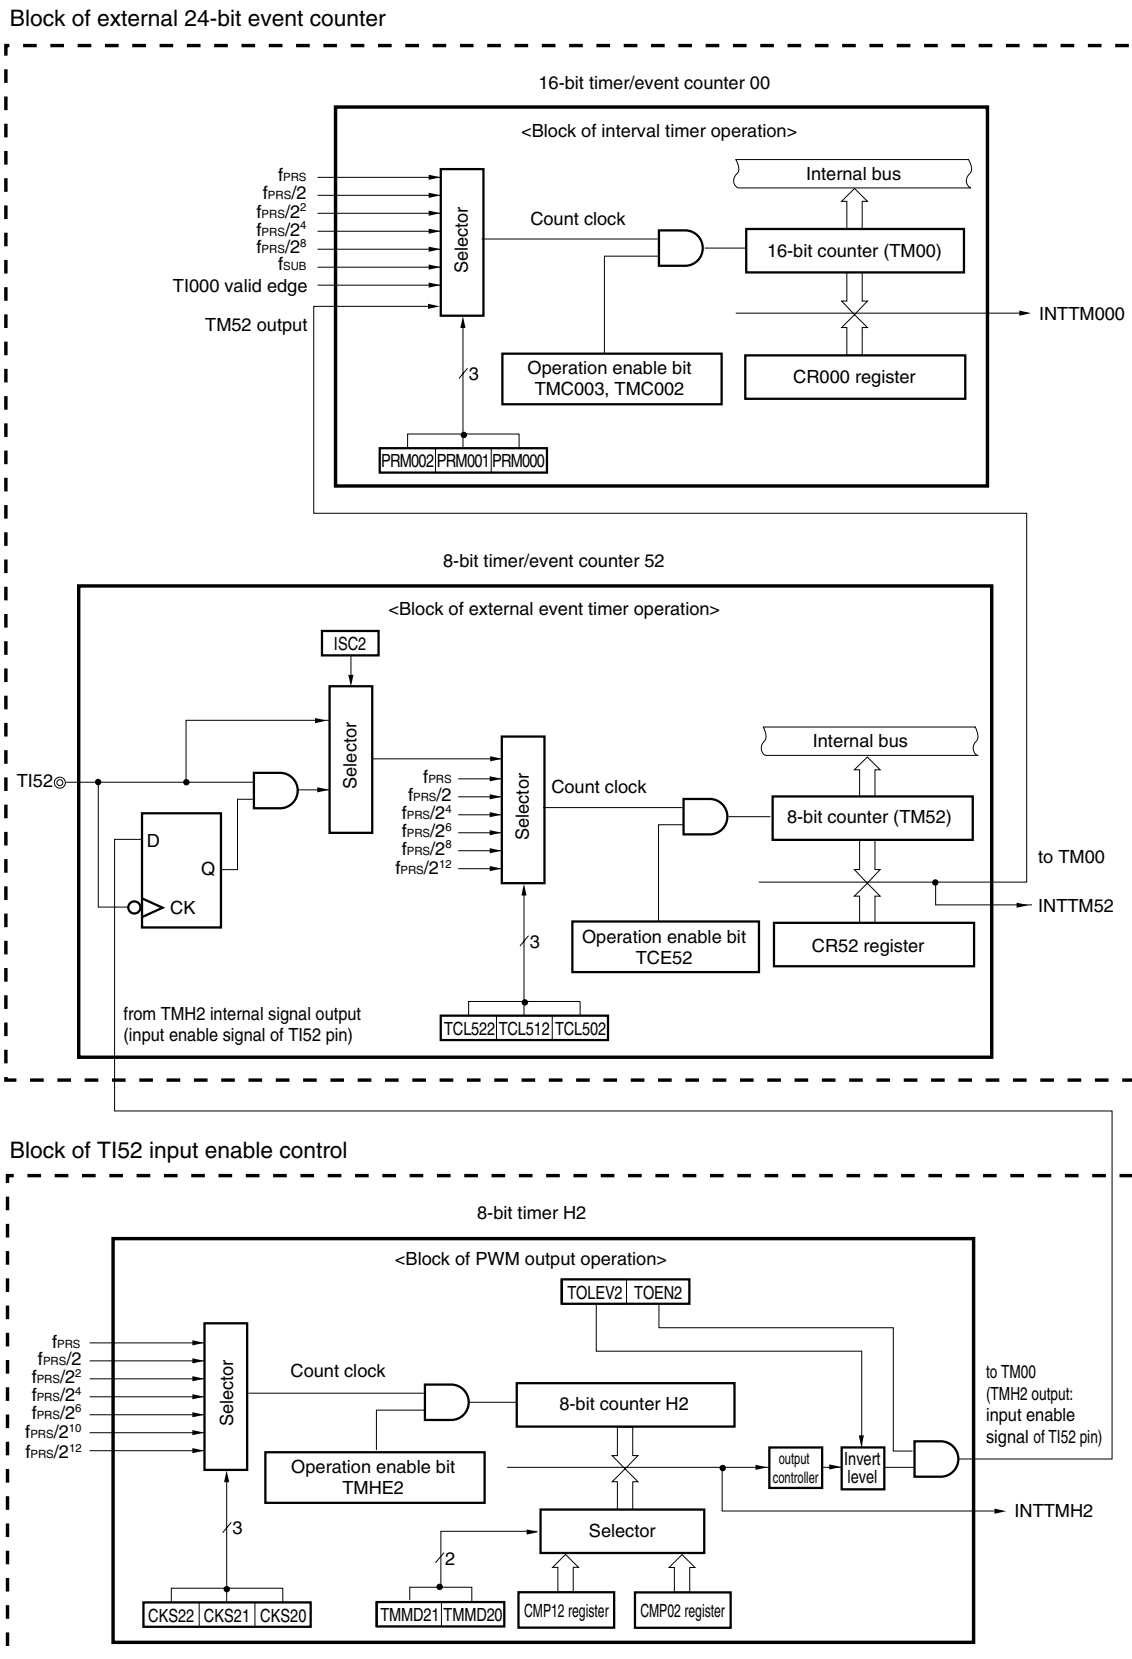 Block of external 24-bit event counter
16-bit timer/event counter 00
<Block of interval timer operation>
fPRS
fPRS/2
fPRS/2²
fPRS/2⁴
fPRS/2⁸
fSUB
TI000 valid edge
TM52 output
Selector
Count clock
Internal bus
16-bit counter (TM00)
INTTM000
Operation enable bit
TMC003, TMC002
CR000 register
3
PRM002 PRM001 PRM000
8-bit timer/event counter 52
<Block of external event timer operation>
ISC2
Selector
TI52
D
Q
CK
fPRS
fPRS/2
fPRS/2⁴
fPRS/2⁶
fPRS/2⁸
fPRS/2¹²
Selector
Count clock
Internal bus
8-bit counter (TM52)
to TM00
INTTM52
Operation enable bit
TCE52
CR52 register
3
TCL522 TCL512 TCL502
from TMH2 internal signal output
(input enable signal of TI52 pin)
Block of TI52 input enable control
8-bit timer H2
<Block of PWM output operation>
TOLEV2 TOEN2
fPRS
fPRS/2
fPRS/2²
fPRS/2⁴
fPRS/2⁶
fPRS/2¹⁰
fPRS/2¹²
Selector
Count clock
8-bit counter H2
to TM00
(TMH2 output:
input enable
signal of TI52 pin)
Operation enable bit
TMHE2
output
controller
Invert
level
INTTMH2
Selector
3
2
CKS22 CKS21 CKS20
TMMD21 TMMD20
CMP12 register
CMP02 register